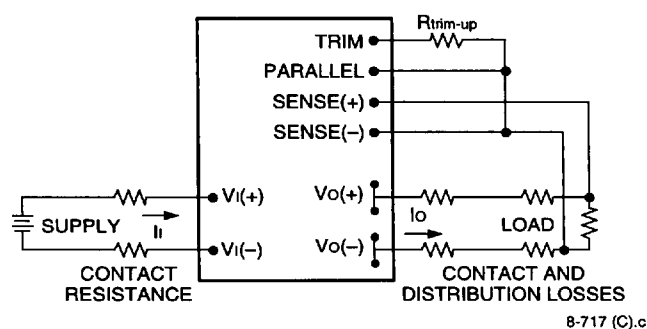 TRIM
Rtrim-up
PARALLEL
SENSE(+)
SENSE(–)
VI(+)
VO(+)
SUPPLY
II
IO
LOAD
VI(–)
VO(–)
CONTACT
RESISTANCE
CONTACT AND
DISTRIBUTION LOSSES
8-717 (C).c